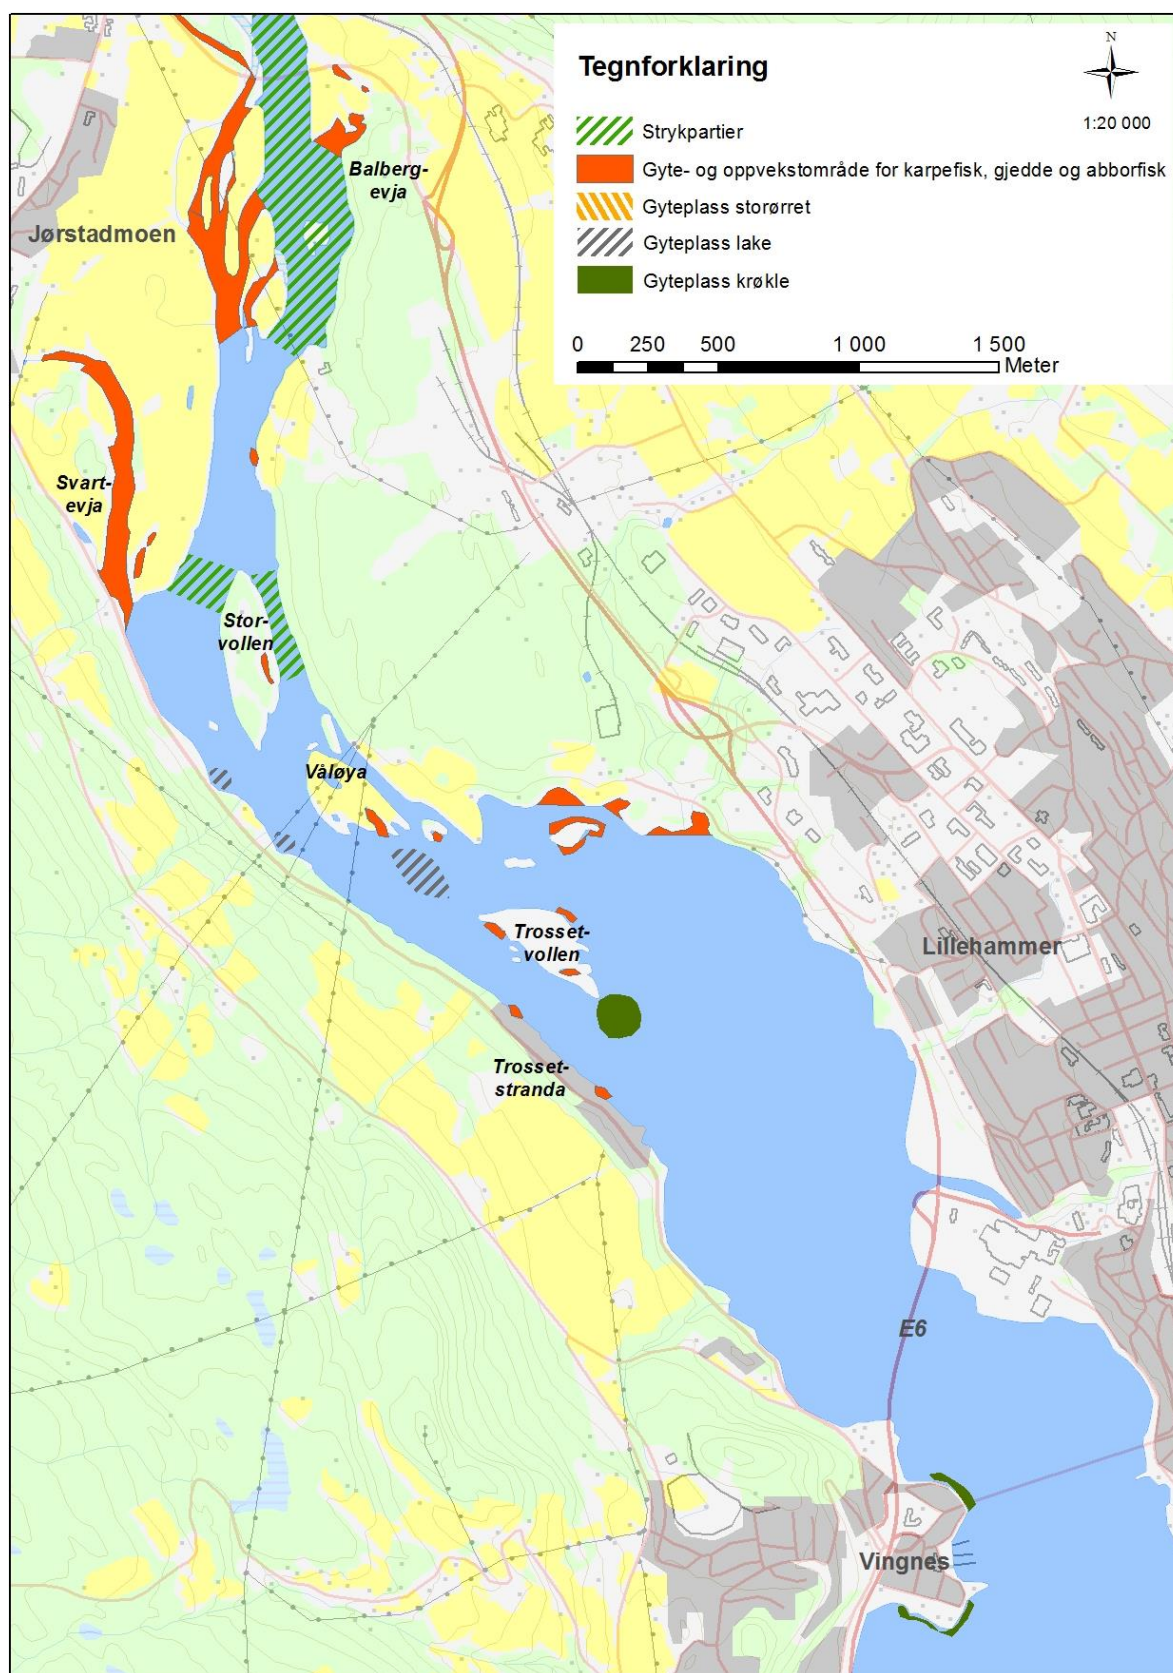 Tegnforklaring
N
1:20 000
Strykpartier
Gyte- og oppvekstområde for karpefisk, gjedde og abborfisk
Gyteplass storørret
Gyteplass lake
Gyteplass krøkle
0 250 500 1 000 1 500
Meter
Balberg-
evja
Jørstadmoen
Svart-
evja
Stor-
vollen
Våløya
Trosset-
vollen
Lillehammer
Trosset-
stranda
E6
Vingnes